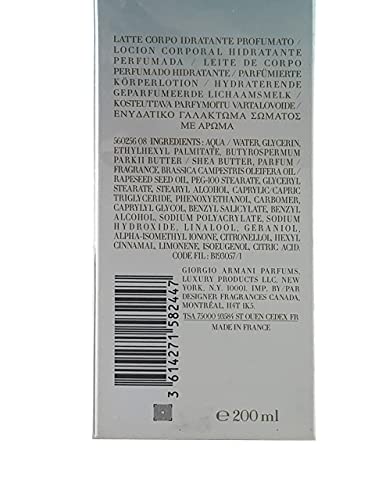 LATTE CORPO IDRATANTE PROFUMATO /
LOCION CORPORAL HIDRATANTE
PERFUMADA / LEITE DE CORPO
PERFUMADO HIDRATANTE / PARFÜMIERTE
KÖRPERLOTION / HYDRATERENDE
GEPARFUMEERDE LICHAAMSMELK /
KOSTEUTTAVA PARFYMOITU VARTALOVOIDE /
ΕΝΥΔΑΤΙΚΟ ΓΑΛΑΚΤΩΜΑ ΣΩΜΑΤΟΣ
ΜΕ ΑΡΩΜΑ
560256 08 INGREDIENTS: AQUA / WATER, GLYCERIN,
ETHYLHEXYL PALMITATE, BUTYROSPERMUM
PARKII BUTTER / SHEA BUTTER, PARFUM /
FRAGRANCE, BRASSICA CAMPESTRIS OLEIFERA OIL /
RAPESEED SEED OIL, PEG-100 STEARATE, GLYCERYL
STEARATE, STEARYL ALCOHOL, CAPRYLIC/CAPRIC
TRIGLYCERIDE, PHENOXYETHANOL, CARBOMER,
CAPRYLYL GLYCOL, BENZYL SALICYLATE, BENZYL
ALCOHOL, SODIUM POLYACRYLATE, SODIUM
HYDROXIDE, LINALOOL, GERANIOL,
ALPHA-ISOMETHYL IONONE, CITRONELLOL, HEXYL
CINNAMAL, LIMONENE, ISOEUGENOL, CITRIC ACID.
CODE FIL : B193057/1
GIORGIO ARMANI PARFUMS.
LUXURY PRODUCTS LLC, NEW
YORK, N.Y. 10001. IMP. BY/PAR
DESIGNER FRAGRANCES CANADA,
MONTRÉAL, H4T 1K5.
TSA 75000 93584 ST OUEN CEDEX FR
MADE IN FRANCE
3 614271 582447
e 200 ml